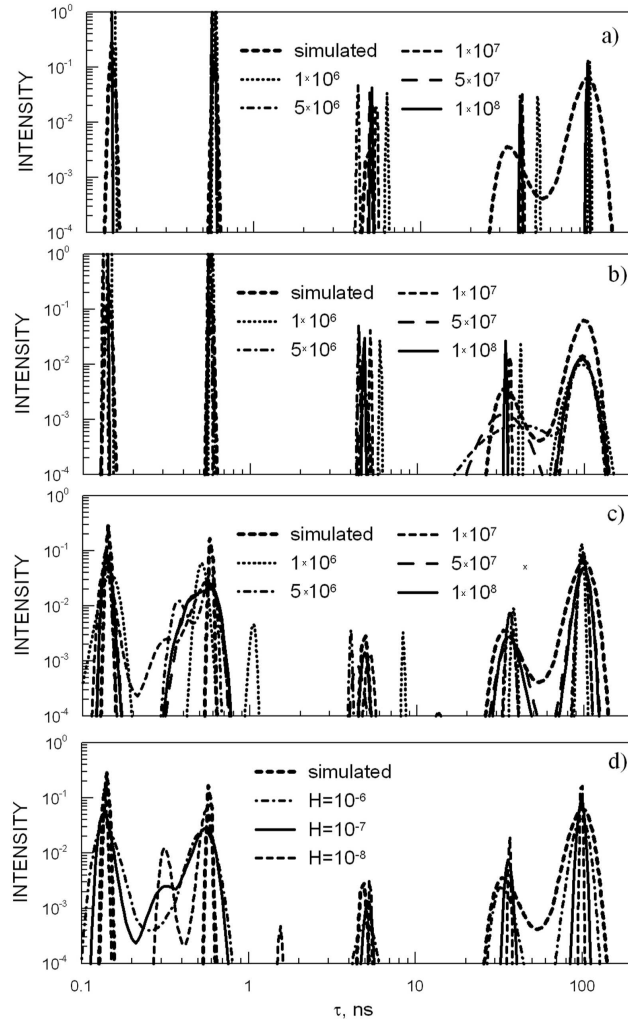 a)
10⁰
10⁻¹
10⁻²
10⁻³
10⁻⁴
INTENSITY
simulated
1×10⁶
5×10⁶
1×10⁷
5×10⁷
1×10⁸
b)
10⁰
10⁻¹
10⁻²
10⁻³
10⁻⁴
INTENSITY
simulated
1×10⁶
5×10⁶
1×10⁷
5×10⁷
1×10⁸
c)
10⁰
10⁻¹
10⁻²
10⁻³
10⁻⁴
INTENSITY
simulated
1×10⁶
5×10⁶
1×10⁷
5×10⁷
1×10⁸
x
d)
10⁰
10⁻¹
10⁻²
10⁻³
10⁻⁴
INTENSITY
simulated
H=10⁻⁶
H=10⁻⁷
H=10⁻⁸
0.1 1 10 100
τ, ns